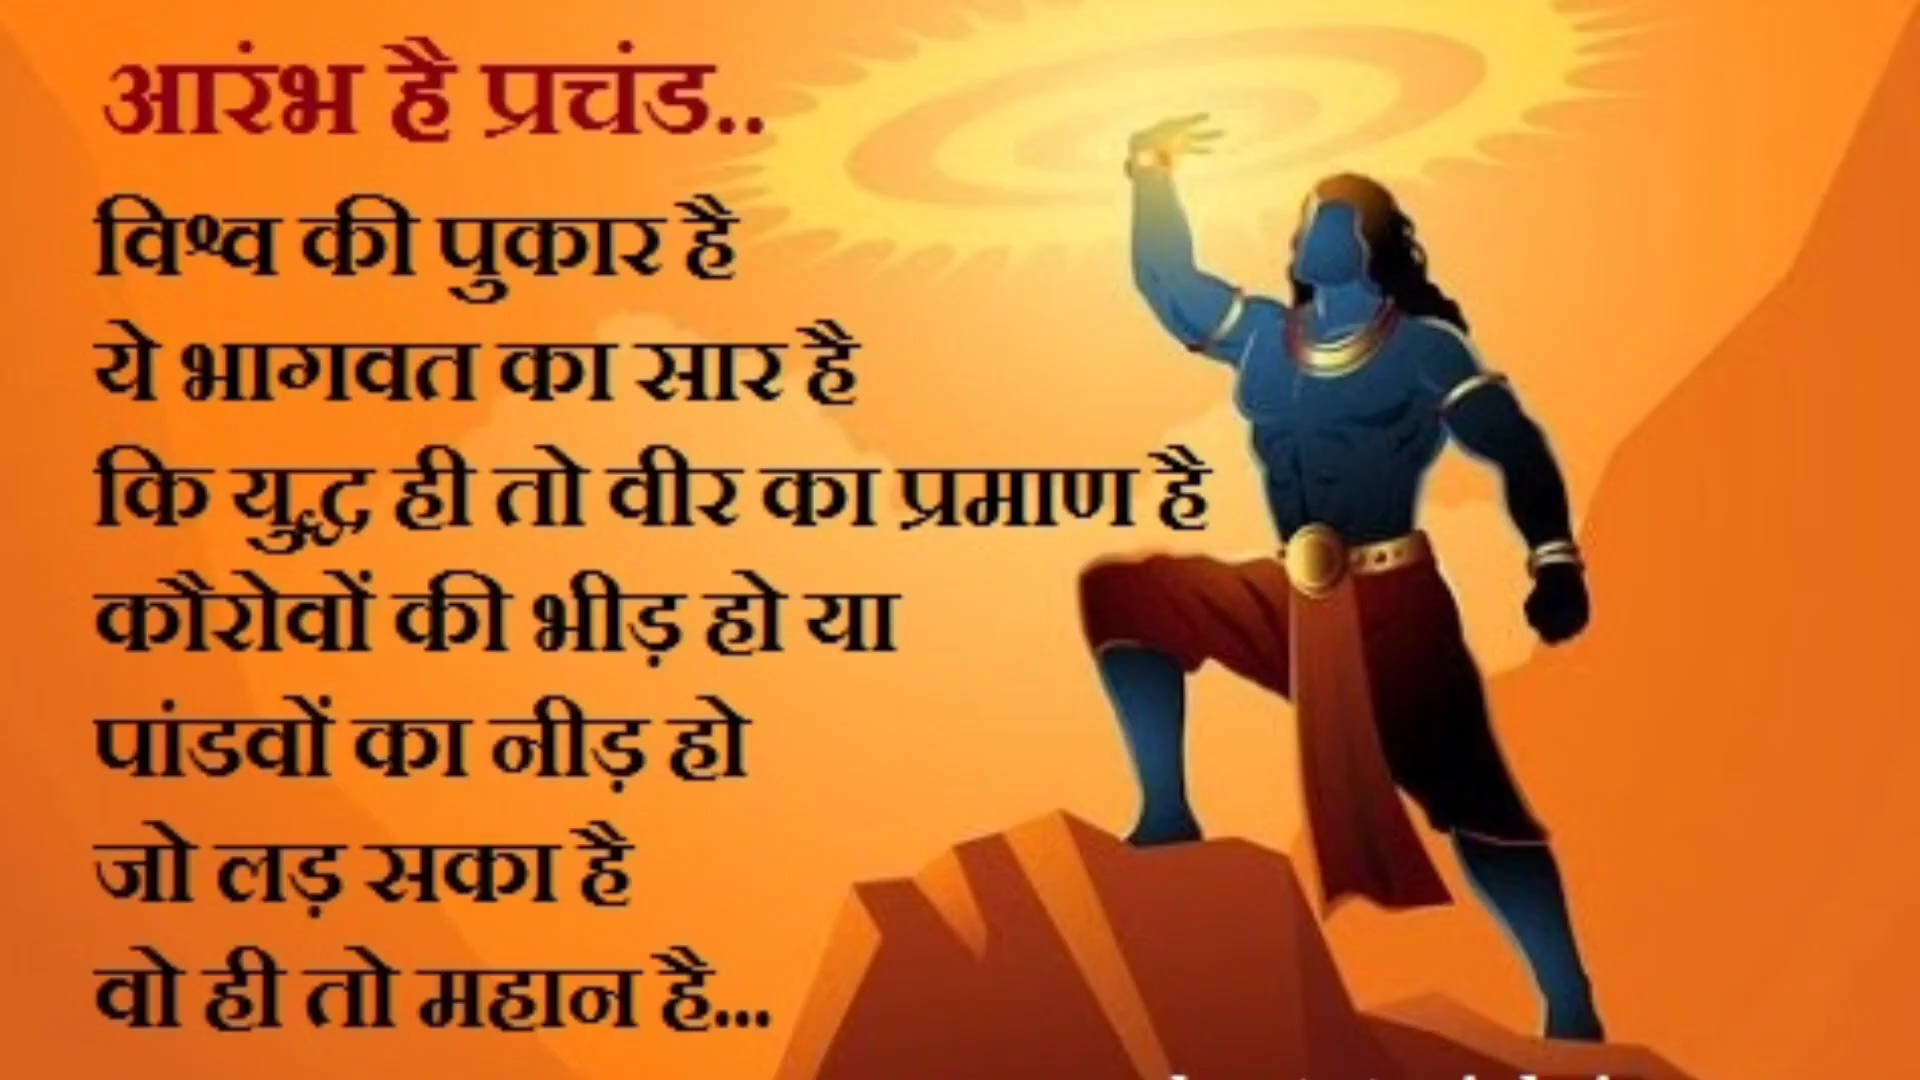 आरंभ है प्रचंड..
विश्व की पुकार है
ये भागवत का सार है
कि युद्ध ही तो वीर का प्रमाण है
कौरोवों की भीड़ हो या
पांडवों का नीड़ हो
जो लड़ सका है
वो ही तो महान है...